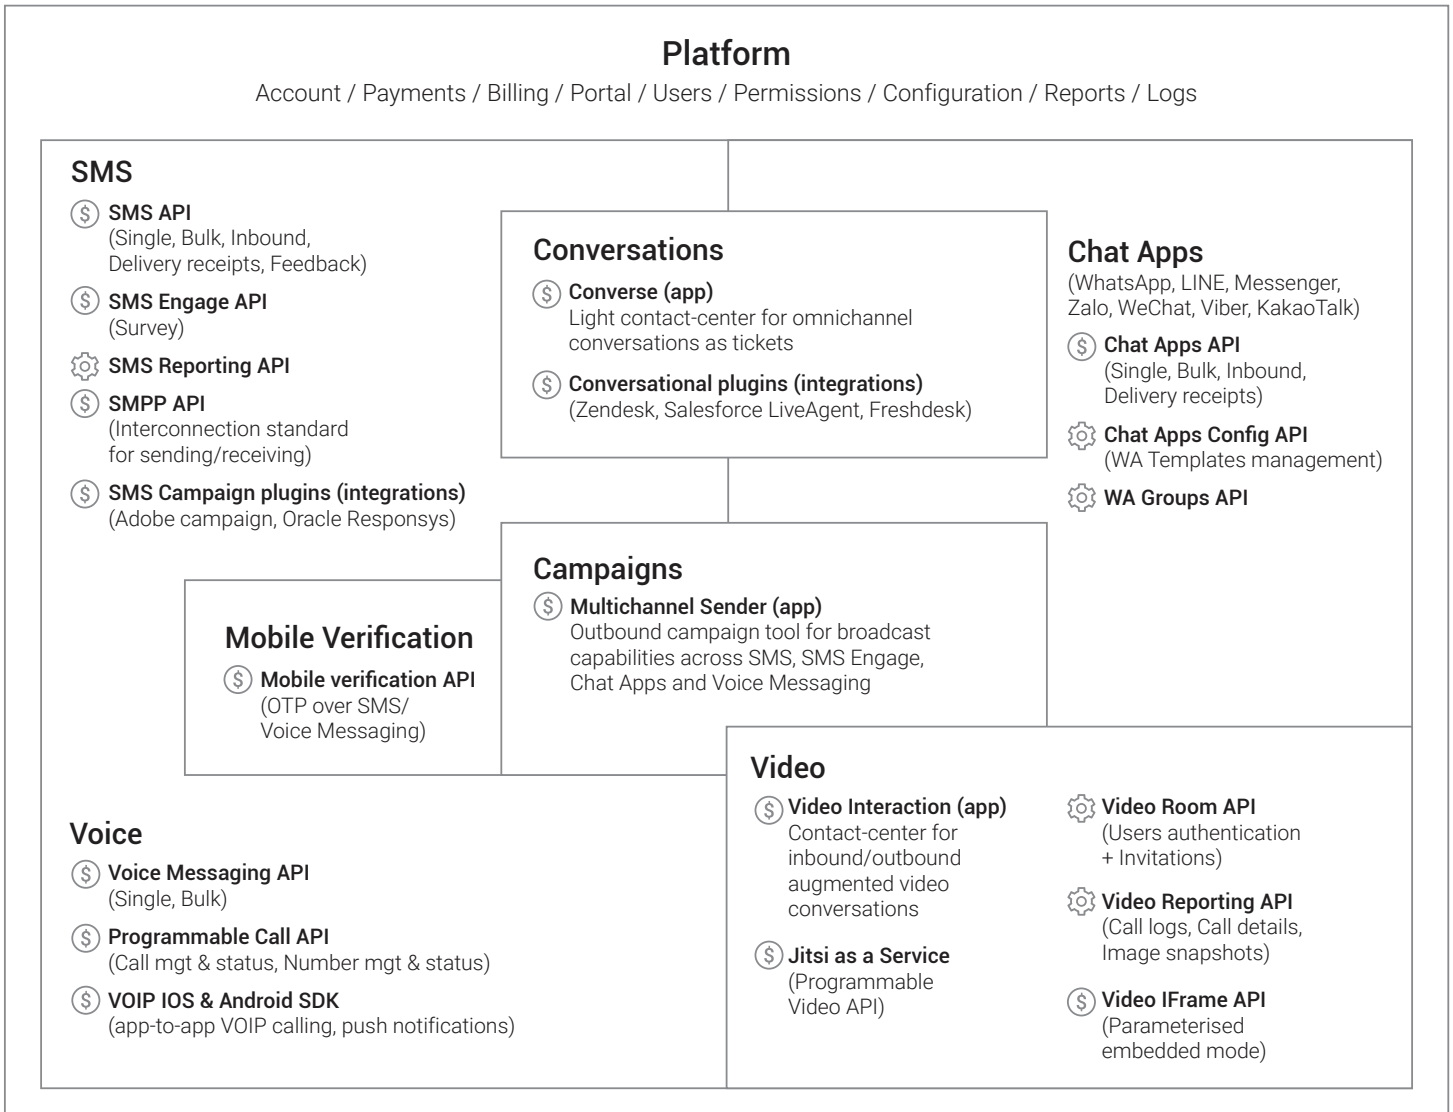 Platform
Account / Payments / Billing / Portal / Users / Permissions / Configuration / Reports / Logs
SMS
SMS API
(Single, Bulk, Inbound,
Delivery receipts, Feedback)
SMS Engage API
(Survey)
SMS Reporting API
SMPP API
(Interconnection standard
for sending/receiving)
SMS Campaign plugins (integrations)
(Adobe campaign, Oracle Responsys)
Conversations
Converse (app)
Light contact-center for omnichannel
conversations as tickets
Conversational plugins (integrations)
(Zendesk, Salesforce LiveAgent, Freshdesk)
Chat Apps
(WhatsApp, LINE, Messenger,
Zalo, WeChat, Viber, KakaoTalk)
Chat Apps API
(Single, Bulk, Inbound,
Delivery receipts)
Chat Apps Config API
(WA Templates management)
WA Groups API
Campaigns
Multichannel Sender (app)
Outbound campaign tool for broadcast
capabilities across SMS, SMS Engage,
Chat Apps and Voice Messaging
Mobile Verification
Mobile verification API
(OTP over SMS/
Voice Messaging)
Voice
Voice Messaging API
(Single, Bulk)
Programmable Call API
(Call mgt & status, Number mgt & status)
VOIP IOS & Android SDK
(app-to-app VOIP calling, push notifications)
Video
Video Interaction (app)
Contact-center for
inbound/outbound
augmented video
conversations
Jitsi as a Service
(Programmable
Video API)
Video Room API
(Users authentication
+ Invitations)
Video Reporting API
(Call logs, Call details,
Image snapshots)
Video IFrame API
(Parameterised
embedded mode)